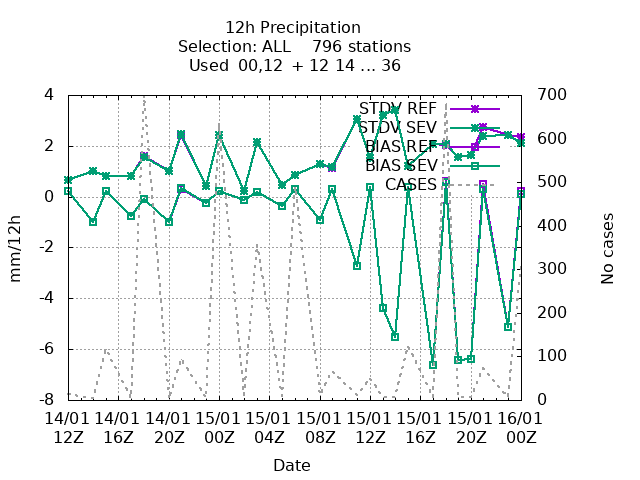 12h Precipitation
Selection: ALL    796 stations
Used  00,12  + 12 14 ... 36
4
2
0
-2
-4
-6
-8
mm/12h
700
600
500
400
300
200
100
0
No cases
STDV REF
STDV SEV
BIAS REF
BIAS SEV
CASES
14/01 14/01 14/01 15/01 15/01 15/01 15/01 15/01 15/01 16/01
12Z 16Z 20Z 00Z 04Z 08Z 12Z 16Z 20Z 00Z
Date